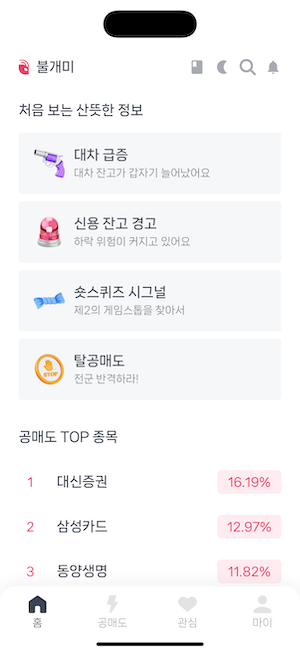 불개미
처음 보는 산뜻한 정보
대차 급증
대차 잔고가 갑자기 늘어났어요
신용 잔고 경고
하락 위험이 커지고 있어요
숏스퀴즈 시그널
제2의 게임스톱을 찾아서
STOP
탈공매도
전군 반격하라!
공매도 TOP 종목
1 대신증권 16.19%
2 삼성카드 12.97%
3 동양생명 11.82%
홈 공매도 관심 마이